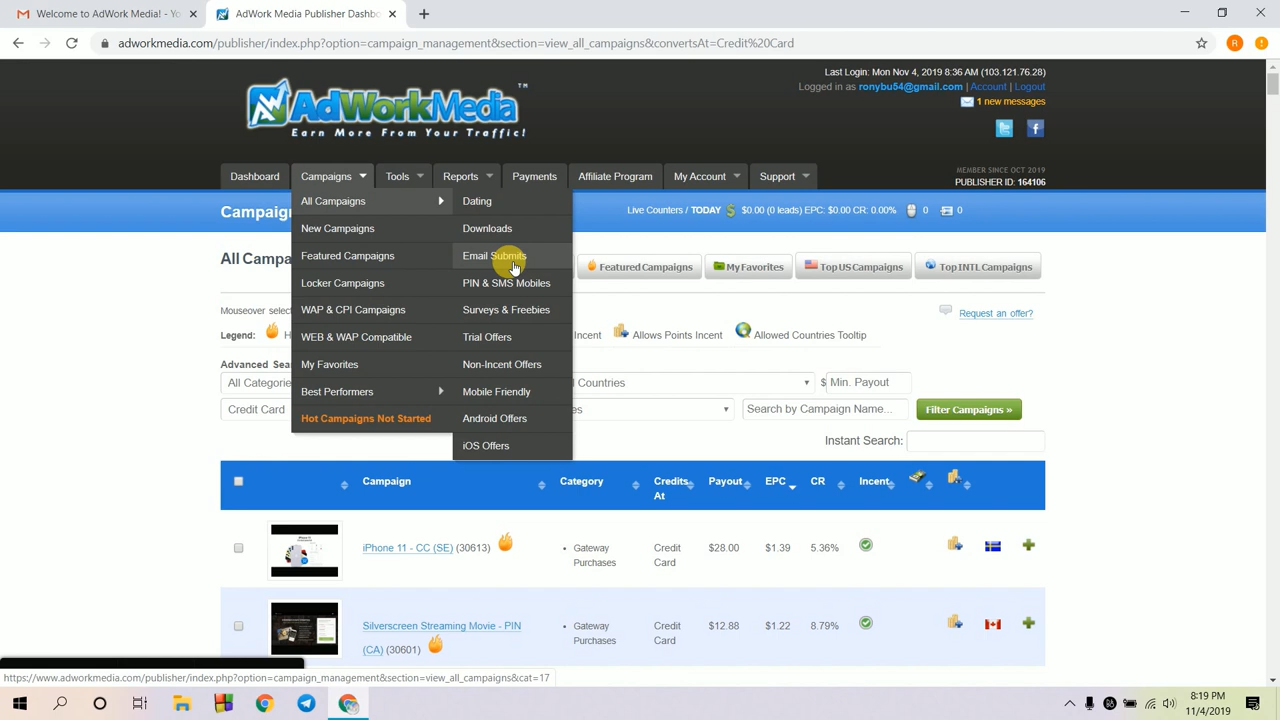 Welcome to AdWork Media! - Yo
AdWork Media Publisher Dashbo
adworkmedia.com/publisher/index.php?option=campaign_management&section=view_all_campaigns&convertsAt=Credit%20Card
R
AdWorkMedia™
Earn More From Your Traffic!
Last Login: Mon Nov 4, 2019 8:36 AM (103.121.76.28)
Logged in as ronybu54@gmail.com | Account | Logout
1 new messages
Dashboard Campaigns Tools Reports Payments Affiliate Program My Account Support
MEMBER SINCE OCT 2019
PUBLISHER ID: 164106
All Campaigns
New Campaigns
Featured Campaigns
Locker Campaigns
WAP & CPI Campaigns
WEB & WAP Compatible
My Favorites
Best Performers
Hot Campaigns Not Started
Dating
Downloads
Email Submits
PIN & SMS Mobiles
Surveys & Freebies
Trial Offers
Non-Incent Offers
Mobile Friendly
Android Offers
iOS Offers
Campaig
Live Counters / TODAY $0.00 (0 leads) EPC: $0.00 CR: 0.00% 0 0
All Campa
Featured Campaigns My Favorites Top US Campaigns Top INTL Campaigns
Mouseover selec
Request an offer?
Legend: H
ncent Allows Points Incent Allowed Countries Tooltip
Advanced Sea
All Categorie
l Countries
$ Min. Payout
Credit Card
es
Search by Campaign Name...
Filter Campaigns »
Instant Search:
Campaign Category Credits At Payout EPC CR Incent
iPhone 11 - CC (SE) (30613)
Gateway Purchases
Credit Card
$28.00 $1.39 5.36%
Silverscreen Streaming Movie - PIN
(CA) (30601)
Gateway Purchases
Credit Card
$12.88 $1.22 8.79%
https://www.adworkmedia.com/publisher/index.php?option=campaign_management&section=view_all_campaigns&cat=17
8:19 PM
11/4/2019